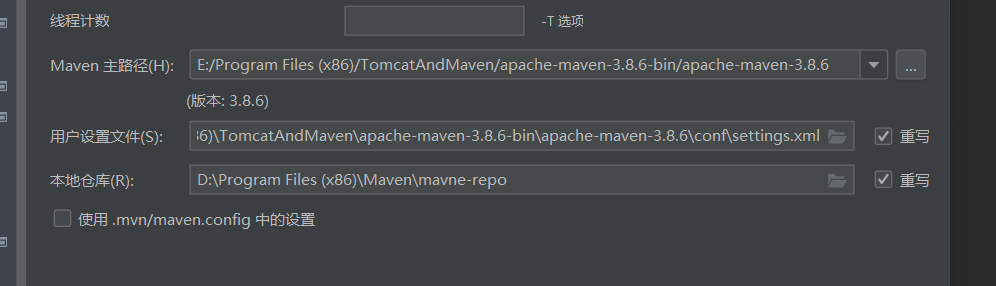 线程计数 -T 选项
Maven 主路径(H): E:/Program Files (x86)/TomcatAndMaven/apache-maven-3.8.6-bin/apache-maven-3.8.6 ...
(版本: 3.8.6)
用户设置文件(S): 86)\TomcatAndMaven\apache-maven-3.8.6-bin\apache-maven-3.8.6\conf\settings.xml 重写
本地仓库(R): D:\Program Files (x86)\Maven\mavne-repo 重写
使用 .mvn/maven.config 中的设置